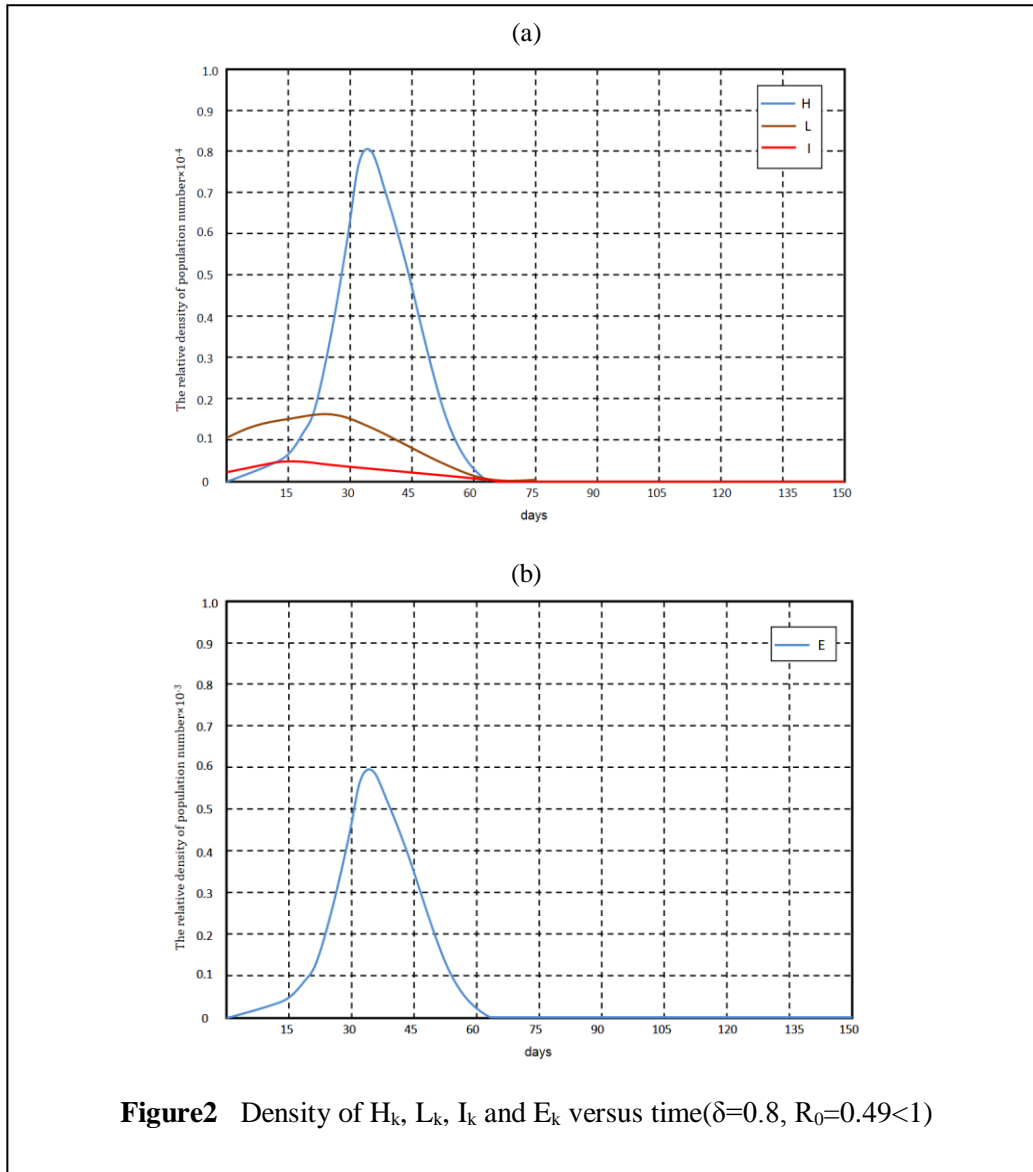 (a)
The relative density of population number×10⁻⁴
1.0
0.9
0.8
0.7
0.6
0.5
0.4
0.3
0.2
0.1
0
H
L
I
15 30 45 60 75 90 105 120 135 150
days
(b)
The relative density of population number×10⁻³
1.0
0.9
0.8
0.7
0.6
0.5
0.4
0.3
0.2
0.1
0
E
15 30 45 60 75 90 105 120 135 150
days
Figure2 Density of Hₖ, Lₖ, Iₖ and Eₖ versus time(δ=0.8, R₀=0.49<1)